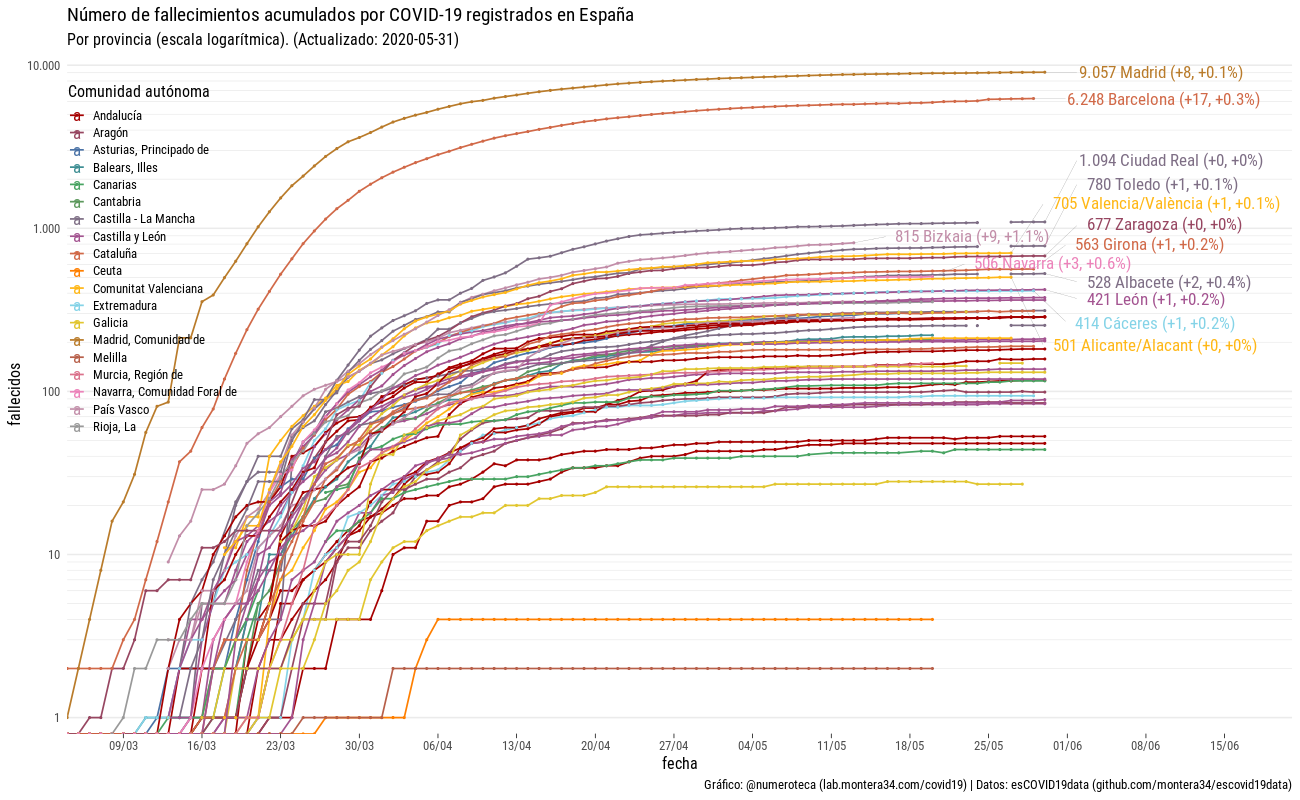 Número de fallecimientos acumulados por COVID-19 registrados en España
Por provincia (escala logarítmica). (Actualizado: 2020-05-31)
10.000
1.000
100
10
1
fallecidos
Comunidad autónoma
Andalucía
Aragón
Asturias, Principado de
Balears, Illes
Canarias
Cantabria
Castilla - La Mancha
Castilla y León
Cataluña
Ceuta
Comunitat Valenciana
Extremadura
Galicia
Madrid, Comunidad de
Melilla
Murcia, Región de
Navarra, Comunidad Foral de
País Vasco
Rioja, La
9.057 Madrid (+8, +0.1%)
6.248 Barcelona (+17, +0.3%)
1.094 Ciudad Real (+0, +0%)
780 Toledo (+1, +0.1%)
705 Valencia/València (+1, +0.1%)
677 Zaragoza (+0, +0%)
815 Bizkaia (+9, +1.1%)
563 Girona (+1, +0.2%)
506 Navarra (+3, +0.6%)
528 Albacete (+2, +0.4%)
421 León (+1, +0.2%)
414 Cáceres (+1, +0.2%)
501 Alicante/Alacant (+0, +0%)
09/03
16/03
23/03
30/03
06/04
13/04
20/04
27/04
04/05
11/05
18/05
25/05
01/06
08/06
15/06
fecha
Gráfico: @numeroteca (lab.montera34.com/covid19) | Datos: esCOVID19data (github.com/montera34/escovid19data)